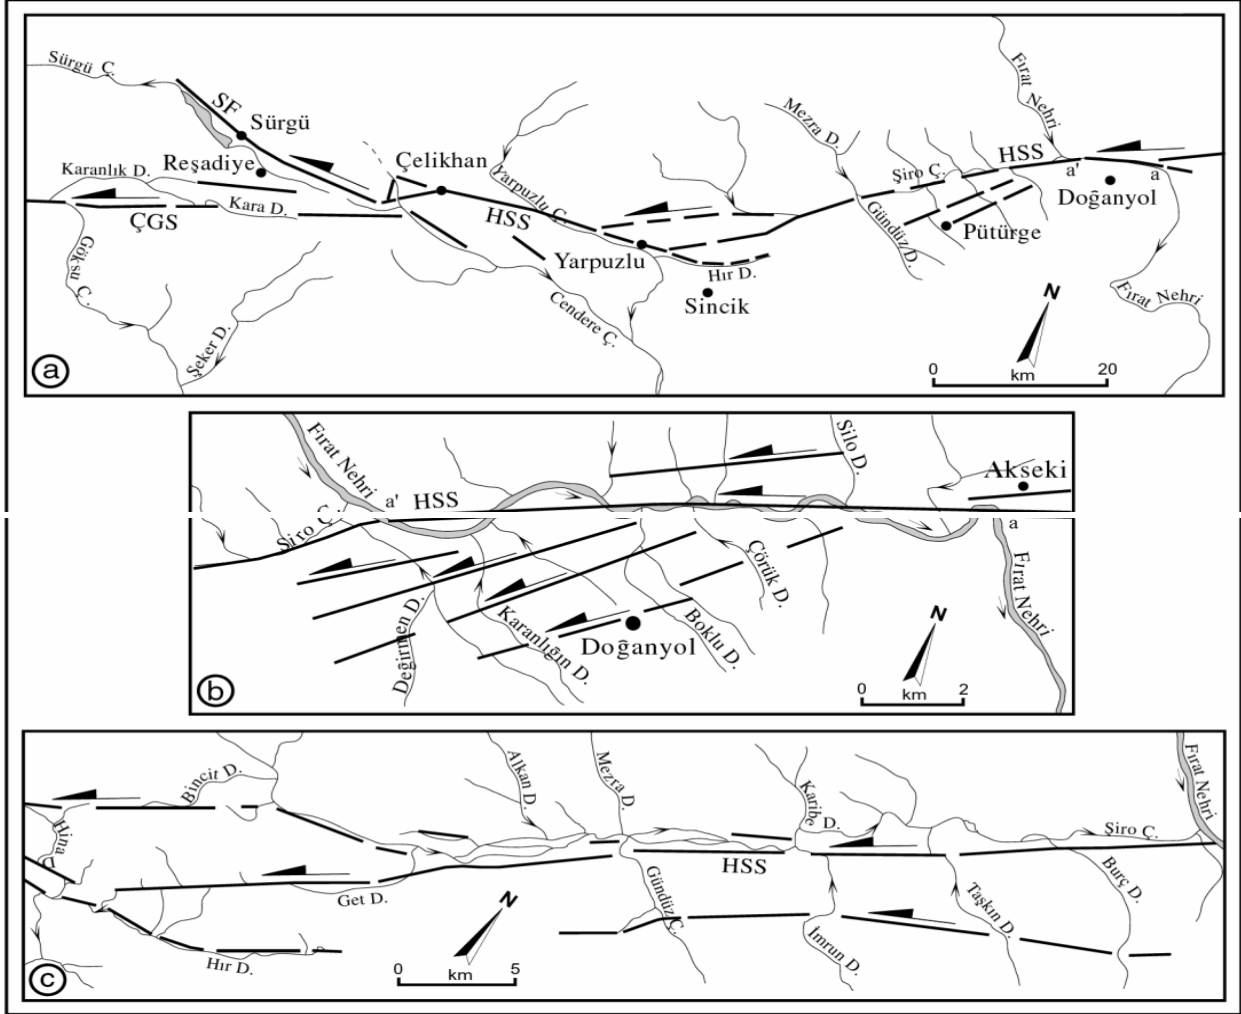 Sürgü Ç.
SF
Sürgü
Reşadiye
Karanlık D.
Kara D.
ÇGS
Göksu Ç.
Şeker D.
Çelikhan
Yarpuzlu Ç.
HSS
Yarpuzlu
Hır D.
Sincik
Cendere Ç.
Mezra D.
Gündüz D.
Şiro Ç.
HSS
Pütürge
Fırat Nehri
a'
a
Doğanyol
Fırat Nehri
N
0 20
km
a
Fırat Nehri
a'
HSS
Şiro Ç.
Silo D.
Akseki
a
Fırat Nehri
Değirmen D.
Karanlığın D.
Doğanyol
Boklu D.
Çörük D.
N
0 2
km
b
Bincit D.
Hina D.
Get D.
Hır D.
Alkan D.
Mezra D.
Gündüz Ç.
HSS
Karibe D.
İmrun D.
Taşkın D.
Şiro Ç.
Burç D.
Fırat Nehri
N
0 5
km
c